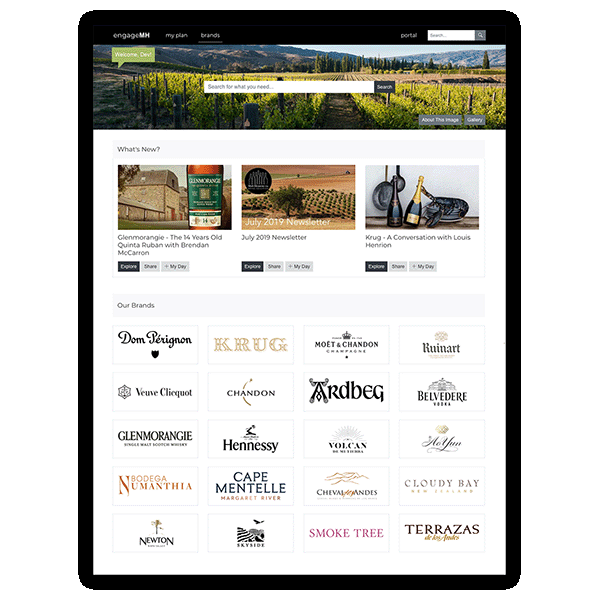 engageMH my plan brands portal Search...
Welcome, Dev!
Search for what you need... Search
About This Image Gallery
What's New?
GLENMORANGIE
14
July 2019 Newsletter
Glenmorangie - The 14 Years Old
Quinta Ruban with Brendan
McCarron
July 2019 Newsletter
Krug - A Conversation with Louis
Henrion
Explore Share + My Day Explore Share + My Day Explore Share + My Day
Our Brands
Dom Pérignon KRUG MOËT & CHANDON CHAMPAGNE Ruinart
Veuve Clicquot CHANDON ARDBEG BELVEDERE VODKA
GLENMORANGIE SINGLE MALT SCOTCH WHISKY Hennessy VOLCAN DE MI TIERRA Ao Yun
BODEGA NUMANTHIA CAPE MENTELLE MARGARET RIVER CHEVAL des ANDES CLOUDY BAY NEW ZEALAND
NEWTON SKYSIDE SMOKE TREE TERRAZAS de los Andes